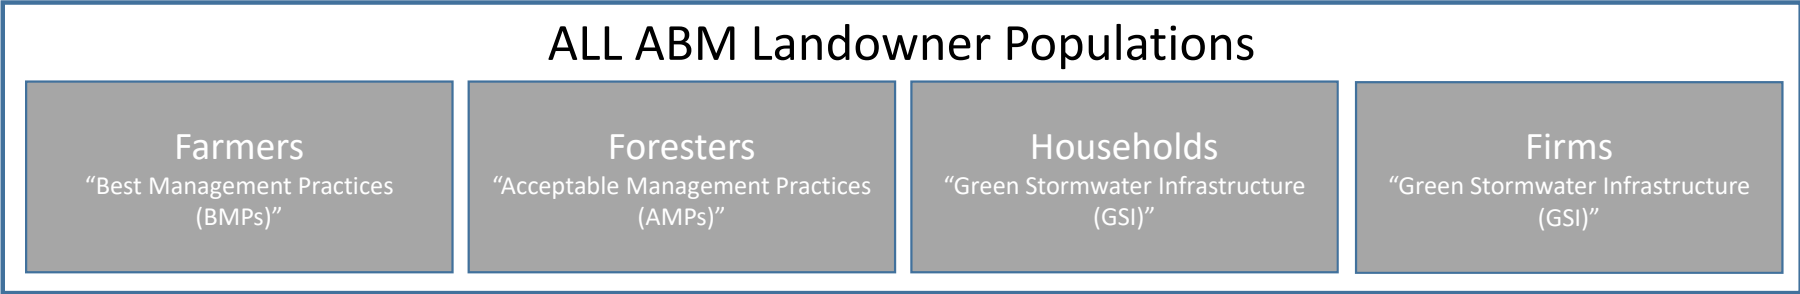 ALL ABM Landowner Populations
Farmers
“Best Management Practices
(BMPs)”
Foresters
“Acceptable Management Practices
(AMPs)”
Households
“Green Stormwater Infrastructure
(GSI)”
Firms
“Green Stormwater Infrastructure
(GSI)”